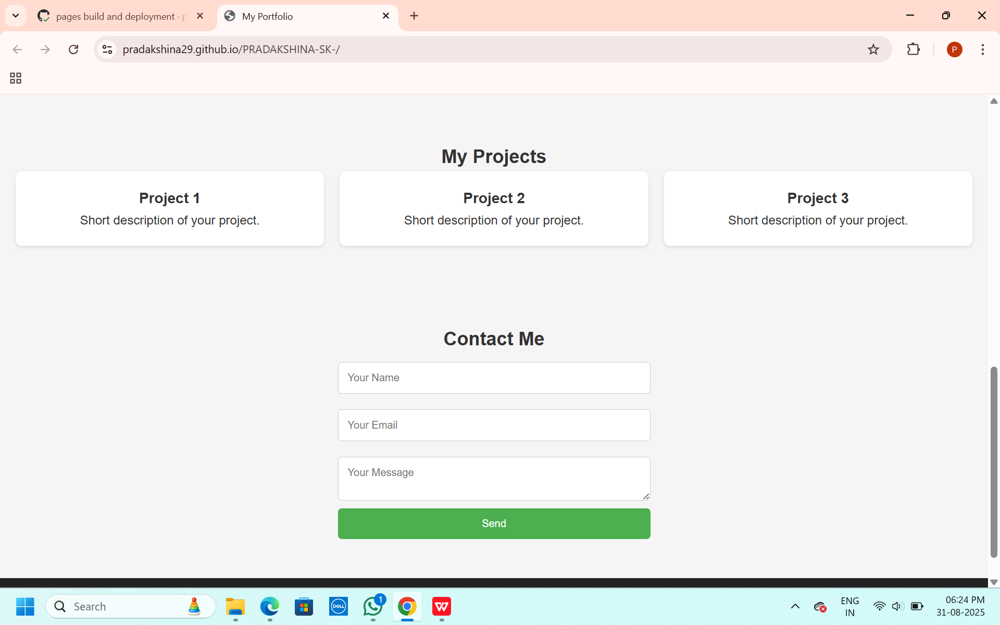 pages build and deployment · p
My Portfolio
pradakshina29.github.io/PRADAKSHINA-SK-/
P
My Projects
Project 1
Short description of your project.
Project 2
Short description of your project.
Project 3
Short description of your project.
Contact Me
Your Name
Your Email
Your Message
Send
Search
DELL
1
W
ENG
IN
06:24 PM
31-08-2025